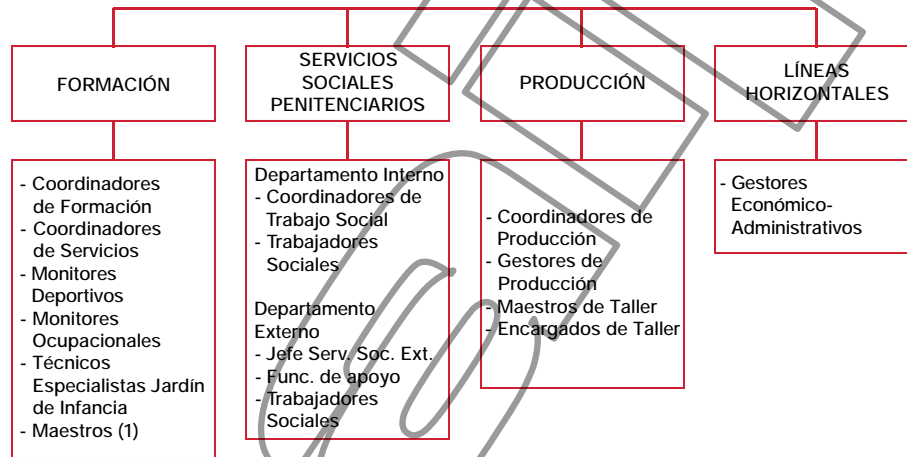 FORMACIÓN
SERVICIOS
SOCIALES
PENITENCIARIOS
PRODUCCIÓN
LÍNEAS
HORIZONTALES
- Coordinadores
de Formación
- Coordinadores
de Servicios
- Monitores
Deportivos
- Monitores
Ocupacionales
- Técnicos
Especialistas Jardín
de Infancia
- Maestros (1)
Departamento Interno
- Coordinadores de
Trabajo Social
- Trabajadores
Sociales
Departamento
Externo
- Jefe Serv. Soc. Ext.
- Func. de apoyo
- Trabajadores
Sociales
- Coordinadores de
Producción
- Gestores de
Producción
- Maestros de Taller
- Encargados de Taller
- Gestores
Económico-
Administrativos